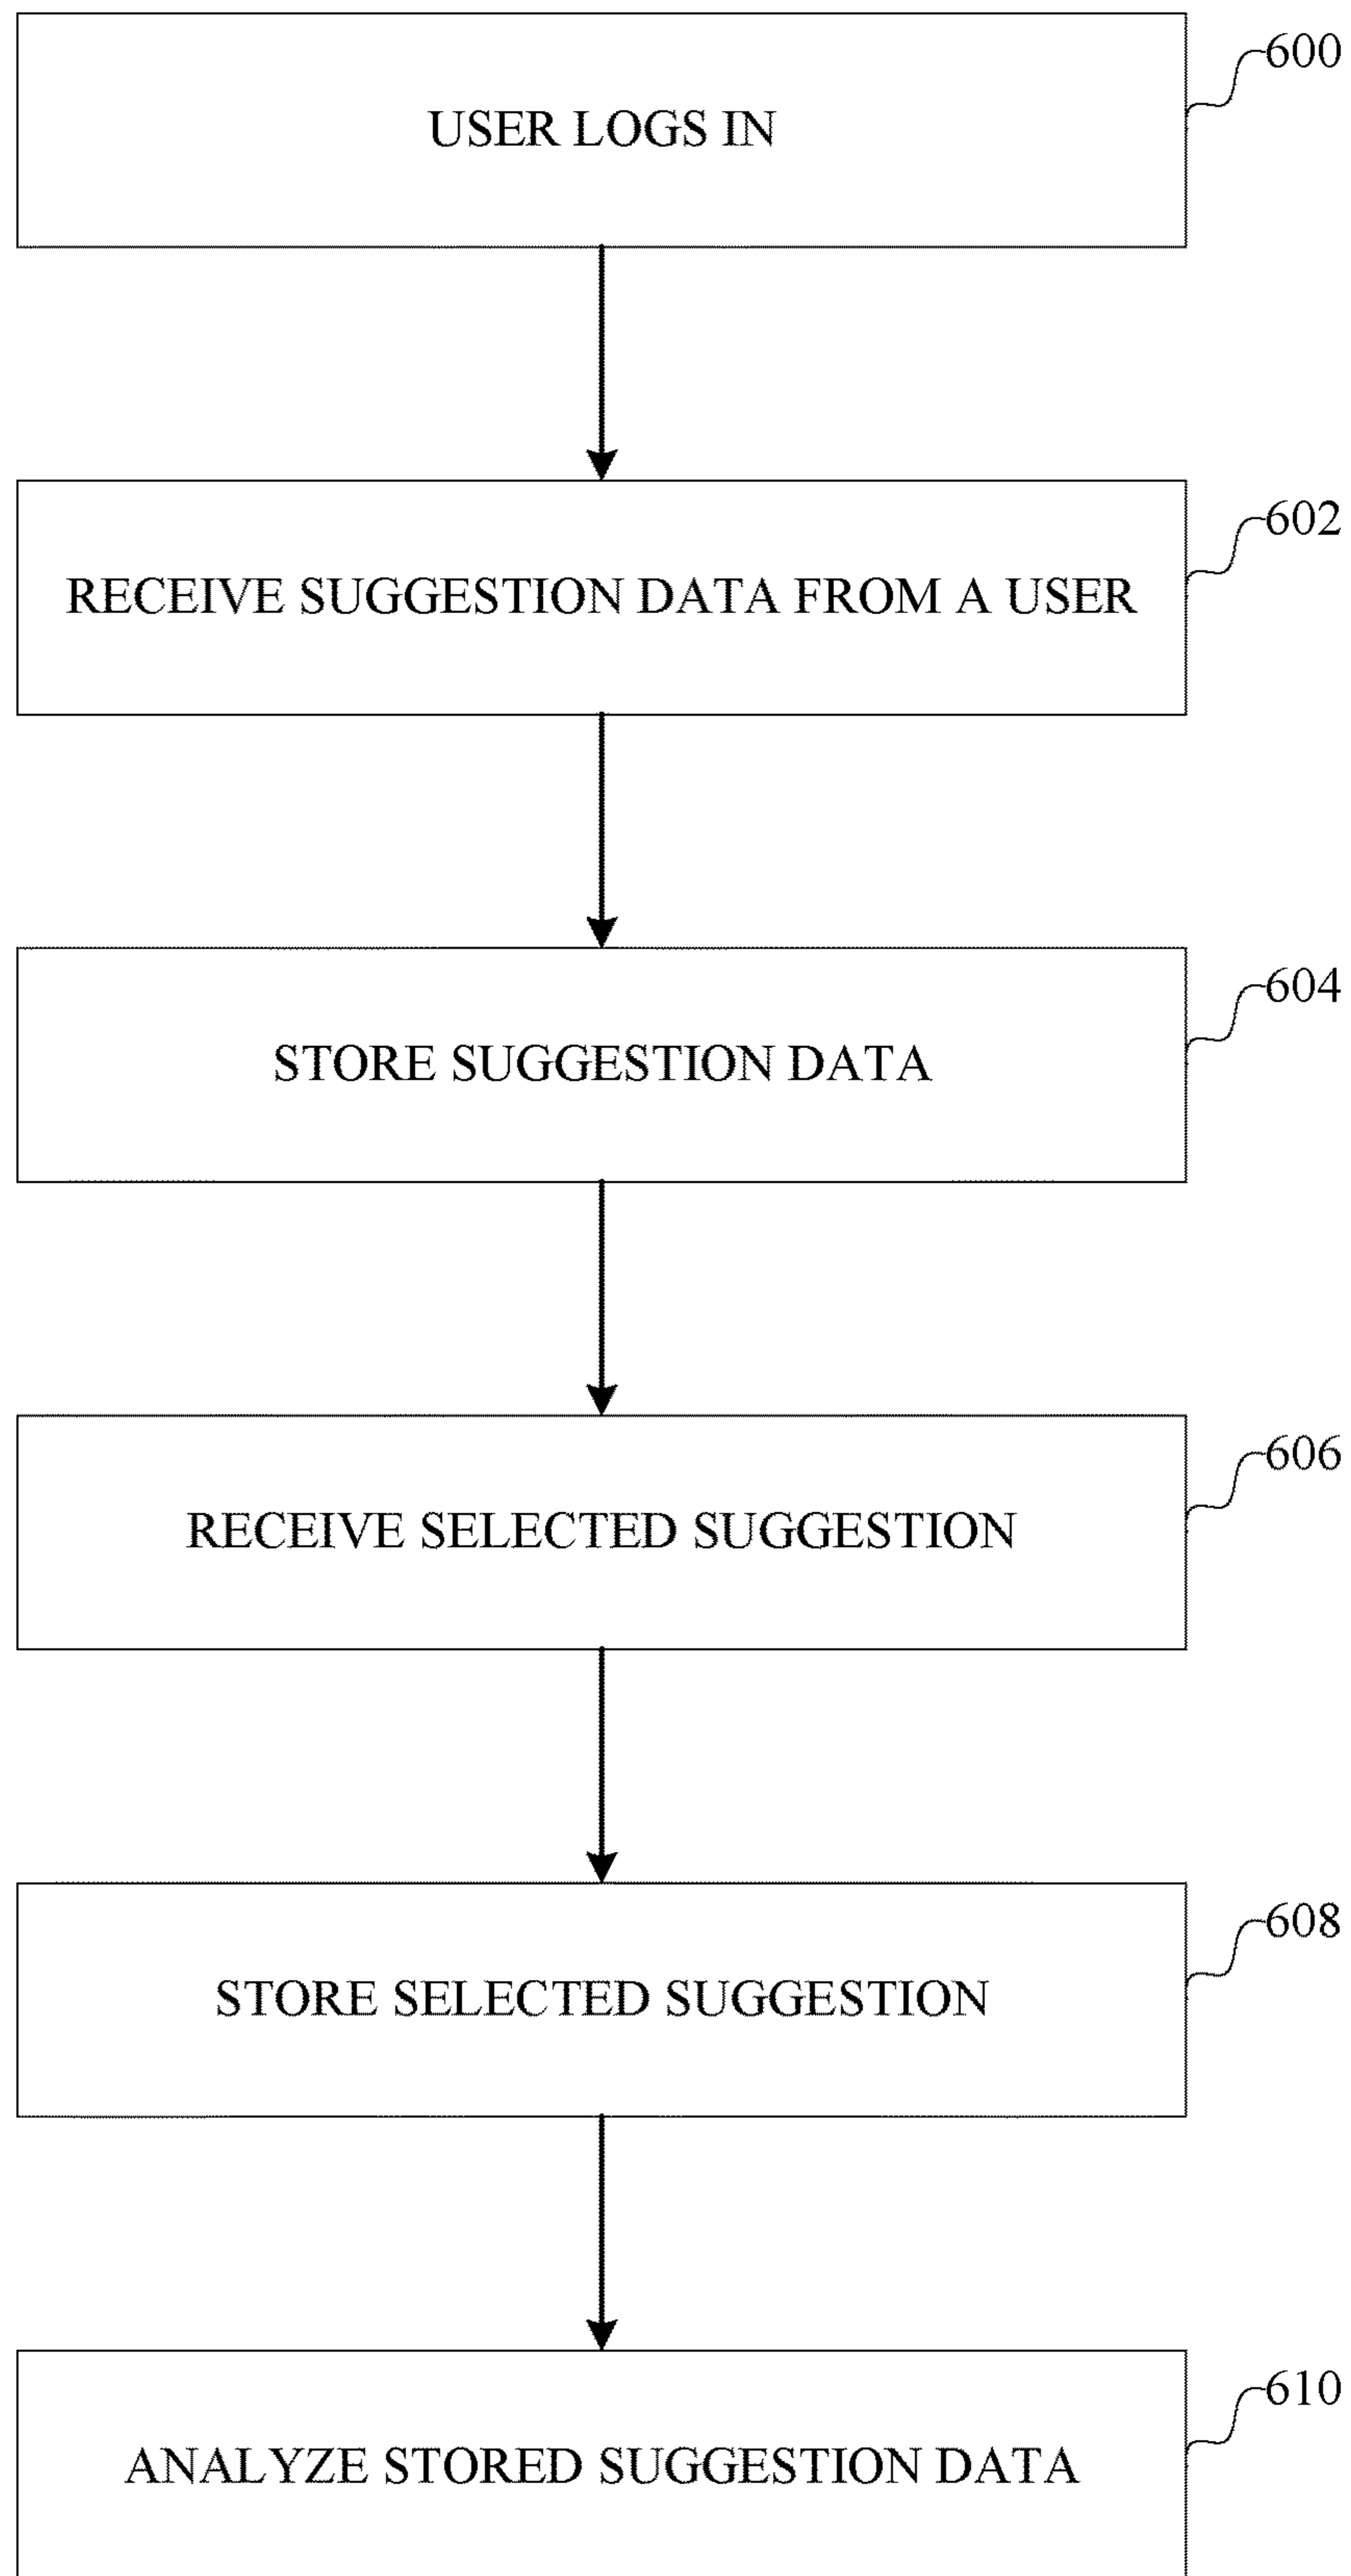 600
USER LOGS IN
602
RECEIVE SUGGESTION DATA FROM A USER
604
STORE SUGGESTION DATA
606
RECEIVE SELECTED SUGGESTION
608
STORE SELECTED SUGGESTION
610
ANALYZE STORED SUGGESTION DATA